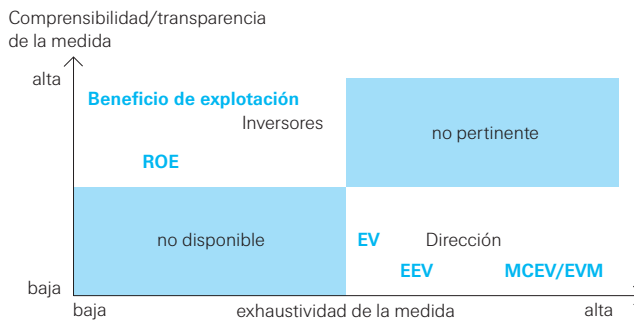 Comprensibilidad/transparencia
de la medida
alta
Beneficio de explotación
Inversores
no pertinente
ROE
no disponible
EV
Dirección
EEV
MCEV/EVM
baja
baja
exhaustividad de la medida
alta